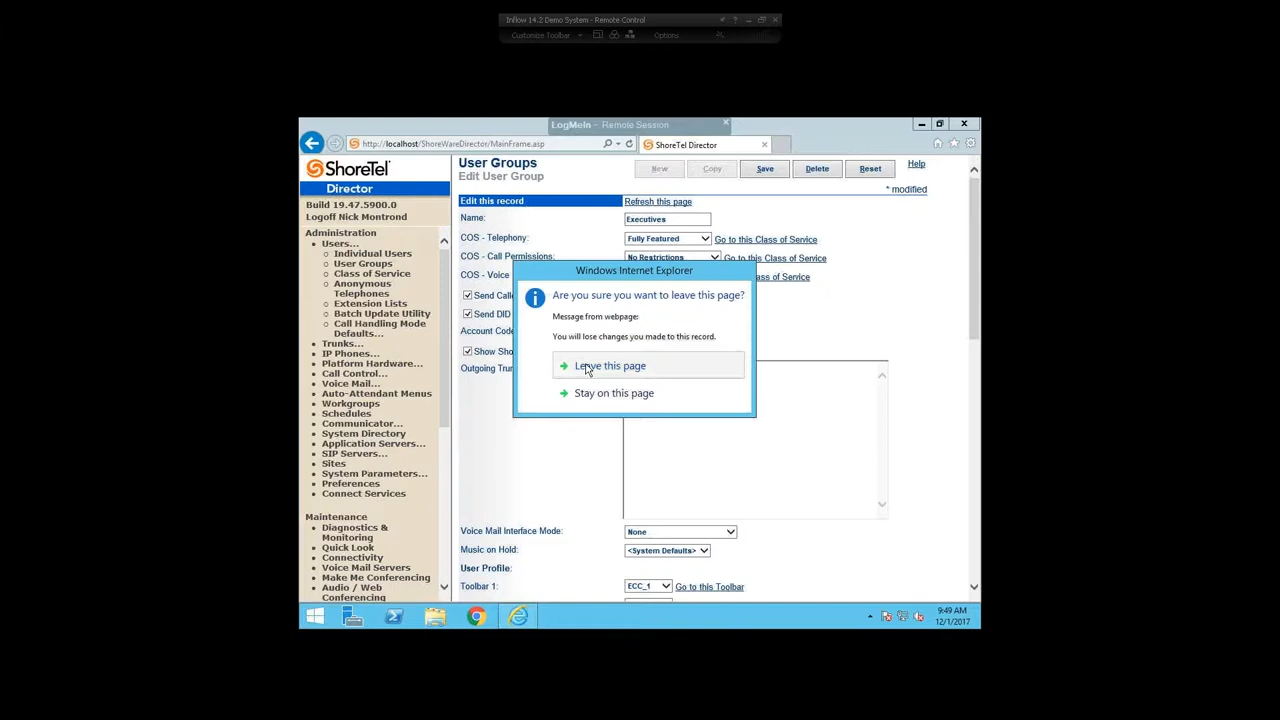 Inflow 14.2 Demo System - Remote Control
Customize Toolbar
Options
LogMeIn - Remote Session
http://localhost/ShoreWareDirector/MainFrame.asp
ShoreTel Director
ShoreTel
Director
Build 19.47.5900.0
Logoff Nick Montrond
Administration
Users...
Individual Users
User Groups
Class of Service
Anonymous
Telephones
Extension Lists
Batch Update Utility
Call Handling Mode
Defaults...
Trunks...
IP Phones...
Platform Hardware...
Call Control...
Voice Mail...
Auto-Attendant Menus
Workgroups
Schedules
Communicator...
System Directory
Application Servers...
SIP Servers...
Sites
System Parameters...
Preferences
Connect Services
Maintenance
Diagnostics &
Monitoring
Quick Look
Connectivity
Voice Mail Servers
Make Me Conferencing
Audio / Web
Conferencing
User Groups
Edit User Group
New
Copy
Save
Delete
Reset
Help
* modified
Edit this record
Refresh this page
Name:
Executives
COS - Telephony:
Fully Featured
Go to this Class of Service
COS - Call Permissions:
No Restrictions
Go to this Class of Service
COS - Voice
ss of Service
Send Calle
Send DID
Account Code
Show Sho
Outgoing Trun
Windows Internet Explorer
Are you sure you want to leave this page?
Message from webpage:
You will lose changes you made to this record.
Leave this page
Stay on this page
Voice Mail Interface Mode:
None
Music on Hold:
<System Defaults>
User Profile:
Toolbar 1:
ECC_1
Go to this Toolbar
9:49 AM
12/1/2017